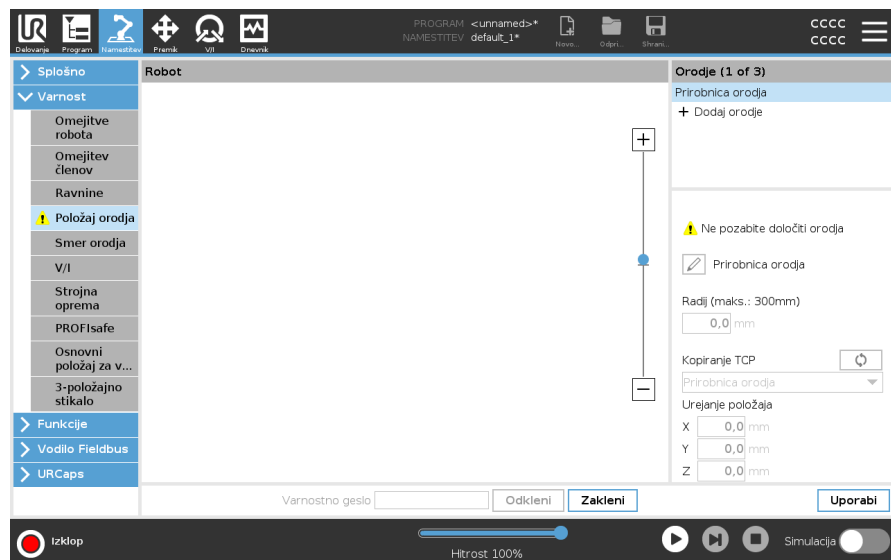 PROGRAM <unnamed>*
NAMESTITEV default_1*
Delovanje Program Namestitev Premik V/I Dnevnik Novo... Odpri... Shrani...
CCCC
CCCC
Splošno
Varnost
Omejitve
robota
Omejitev
členov
Ravnine
Položaj orodja
Smer orodja
V/I
Strojna
oprema
PROFIsafe
Osnovni
položaj za v...
3-položajno
stikalo
Funkcije
Vodilo Fieldbus
URCaps
Robot
Orodje (1 of 3)
Prirobnica orodja
+ Dodaj orodje
Ne pozabite določiti orodja
Prirobnica orodja
Radij (maks.: 300mm)
0,0 mm
Kopiranje TCP
Prirobnica orodja
Urejanje položaja
X 0,0 mm
Y 0,0 mm
Z 0,0 mm
Varnostno geslo Odkleni Zakleni Uporabi
Izklop
Hitrost 100%
Simulacija